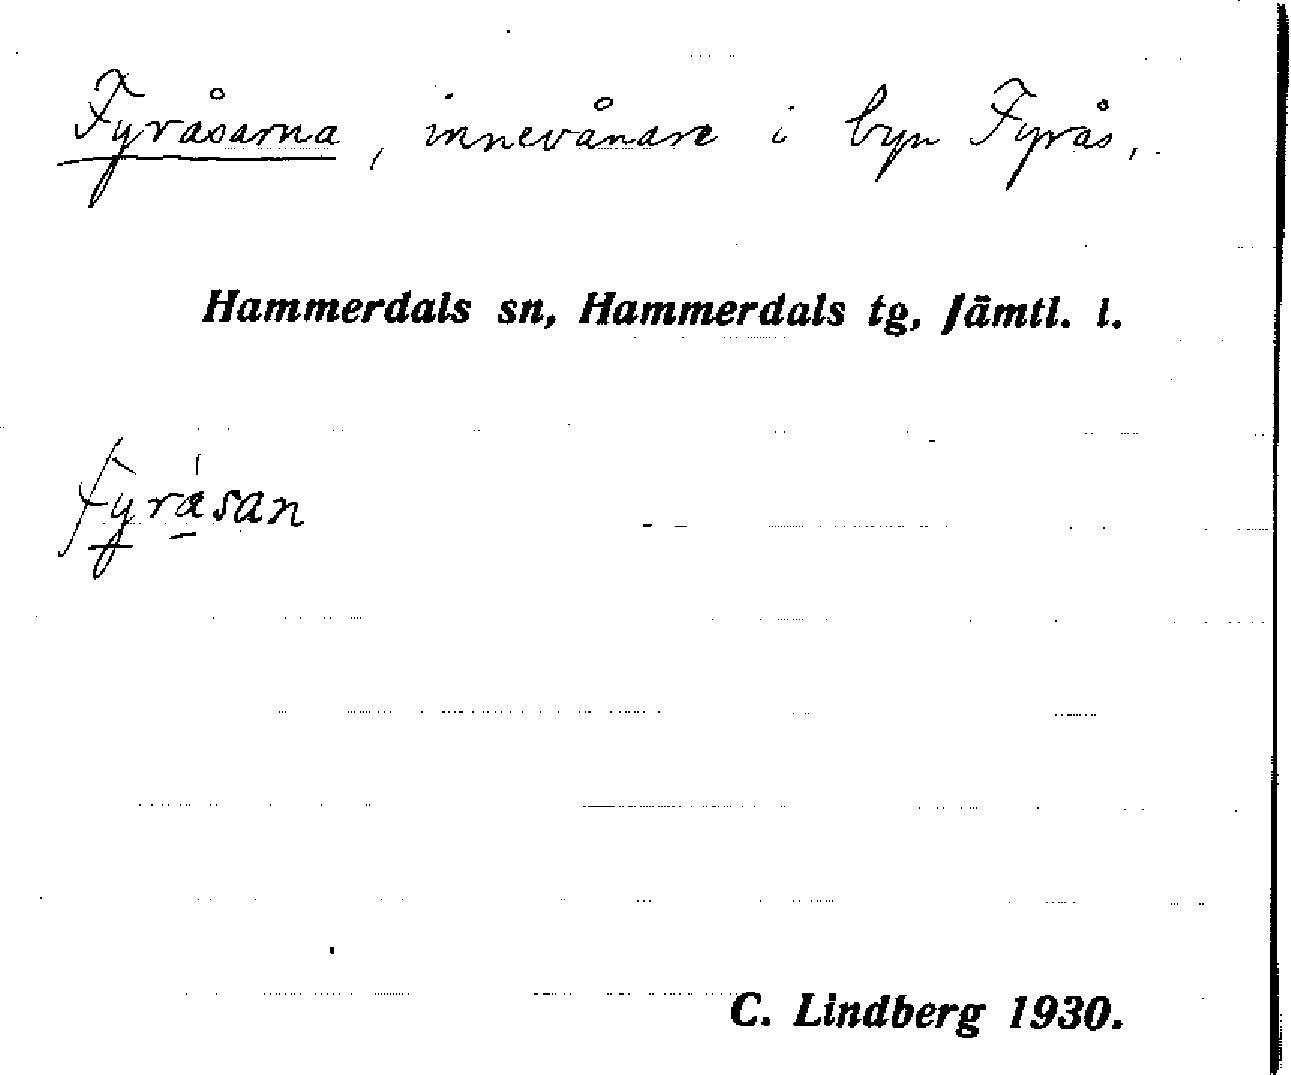 Fyråsarna, innevånare i byn Fyrås,.
Hammerdals sn, Hammerdals tg, Jämtl. l.
fyråsan
C. Lindberg 1930.